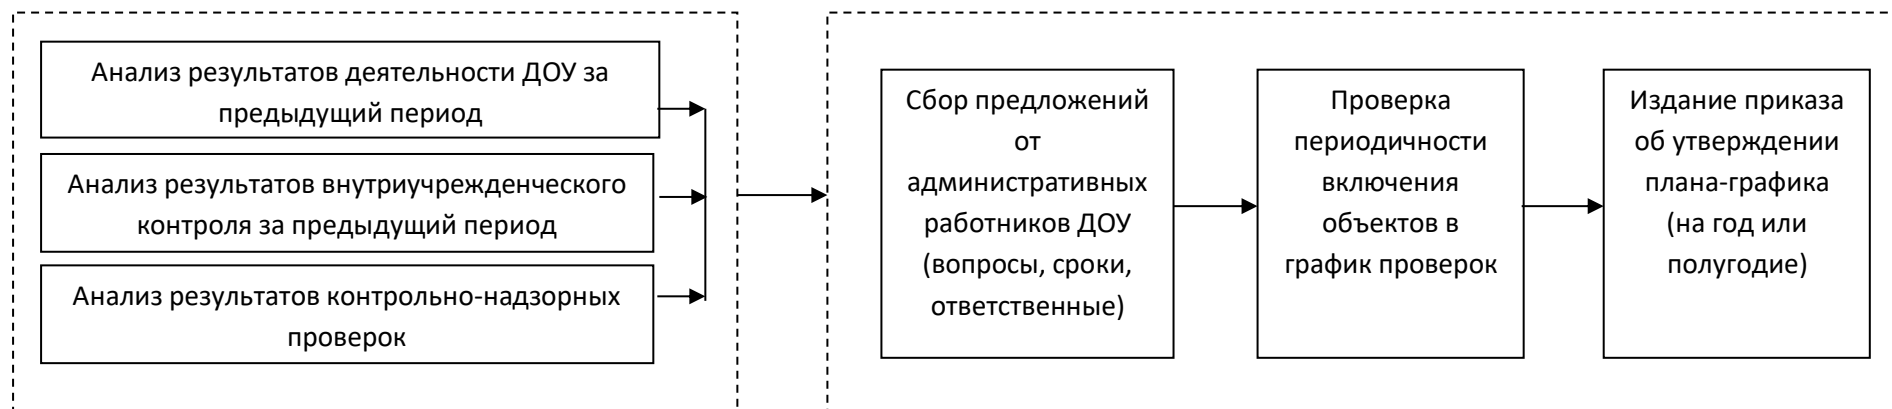 Анализ результатов деятельности ДОУ за
предыдущий период
Анализ результатов внутриучрежденческого
контроля за предыдущий период
Анализ результатов контрольно-надзорных
проверок
Сбор предложений
от
административных
работников ДОУ
(вопросы, сроки,
ответственные)
Проверка
периодичности
включения
объектов в
график проверок
Издание приказа
об утверждении
плана-графика
(на год или
полугодие)